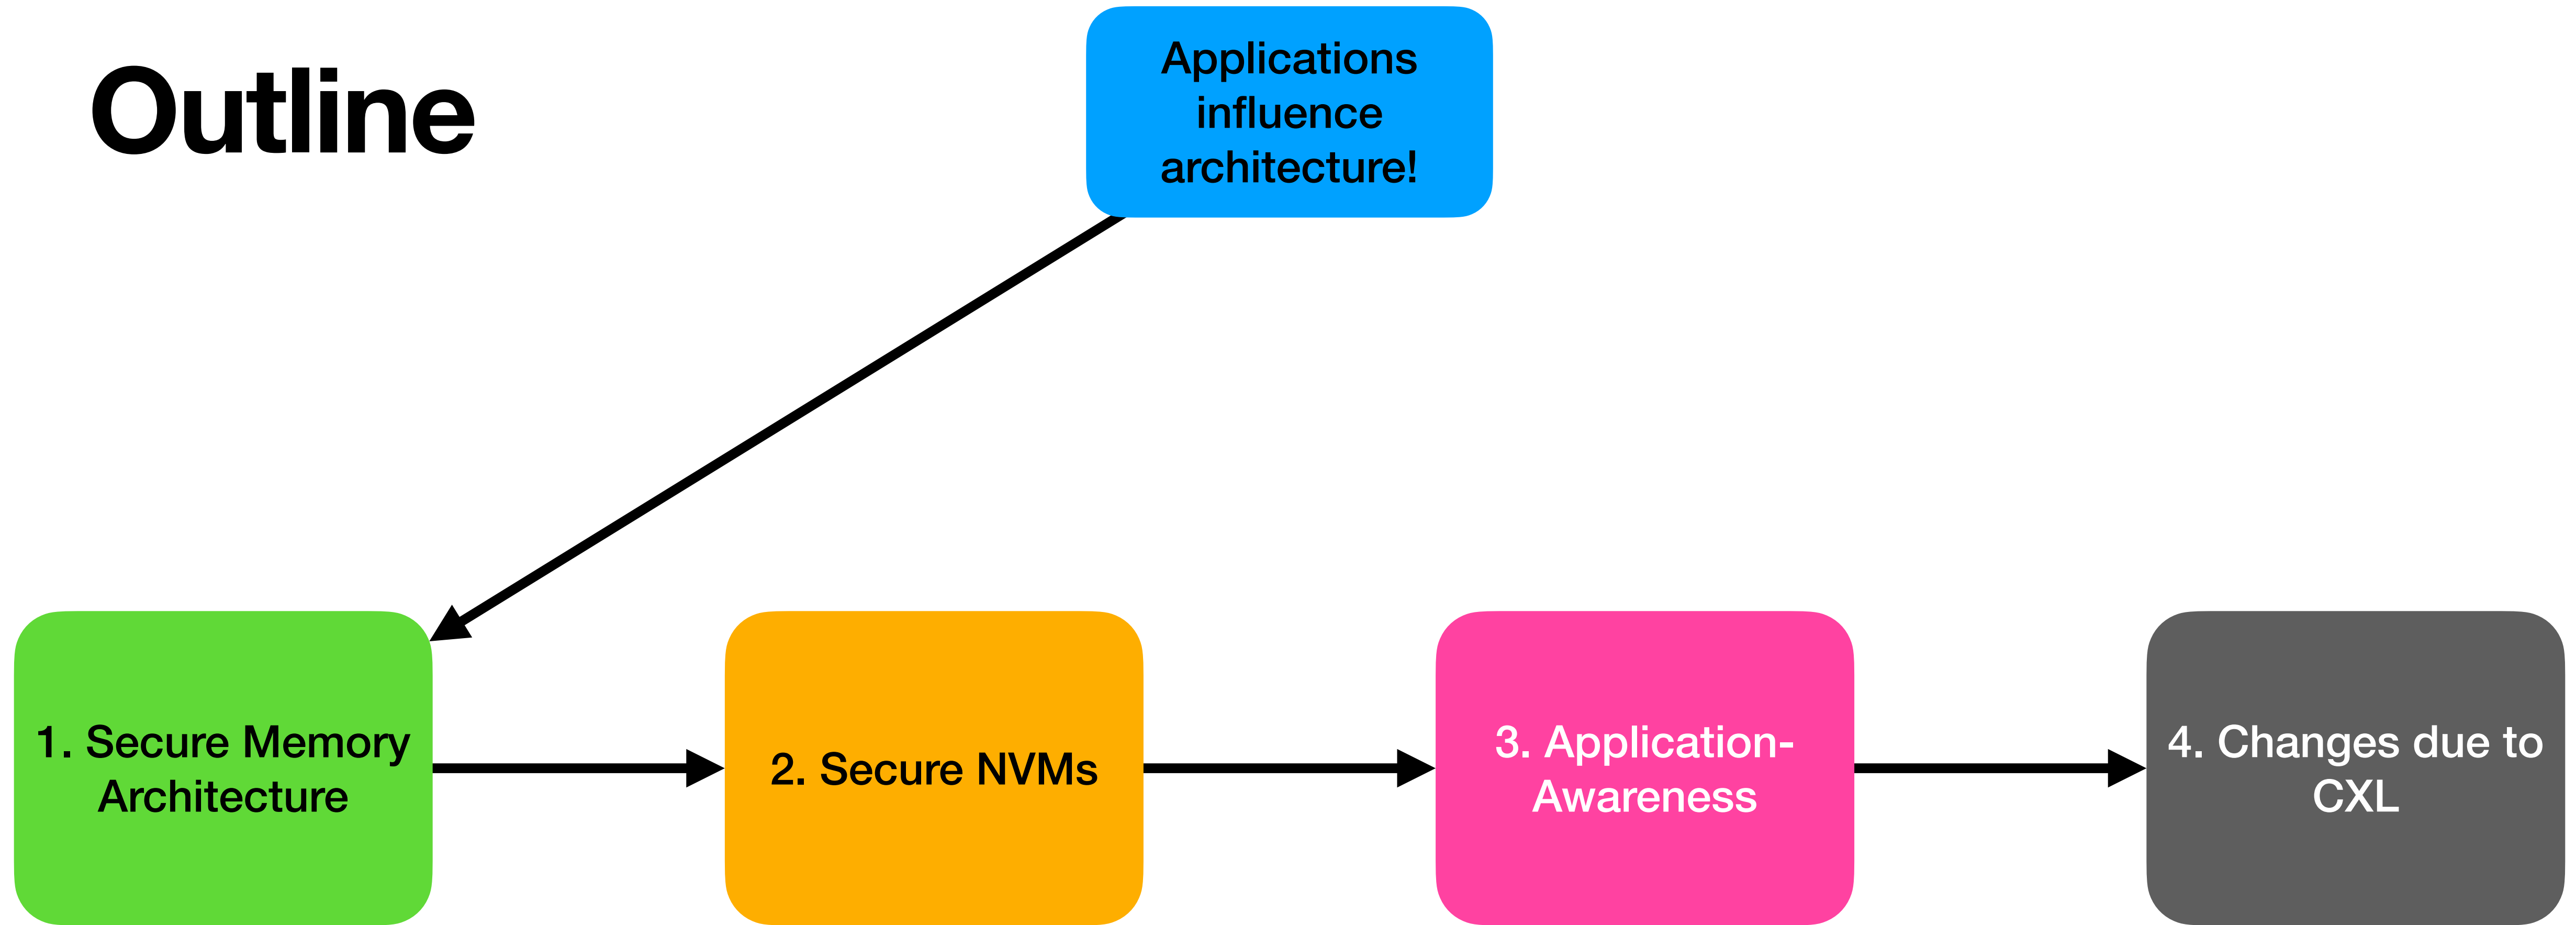 Outline
Applications
influence
architecture!
1. Secure Memory
Architecture
2. Secure NVMs
3. Application-
Awareness
4. Changes due to
CXL